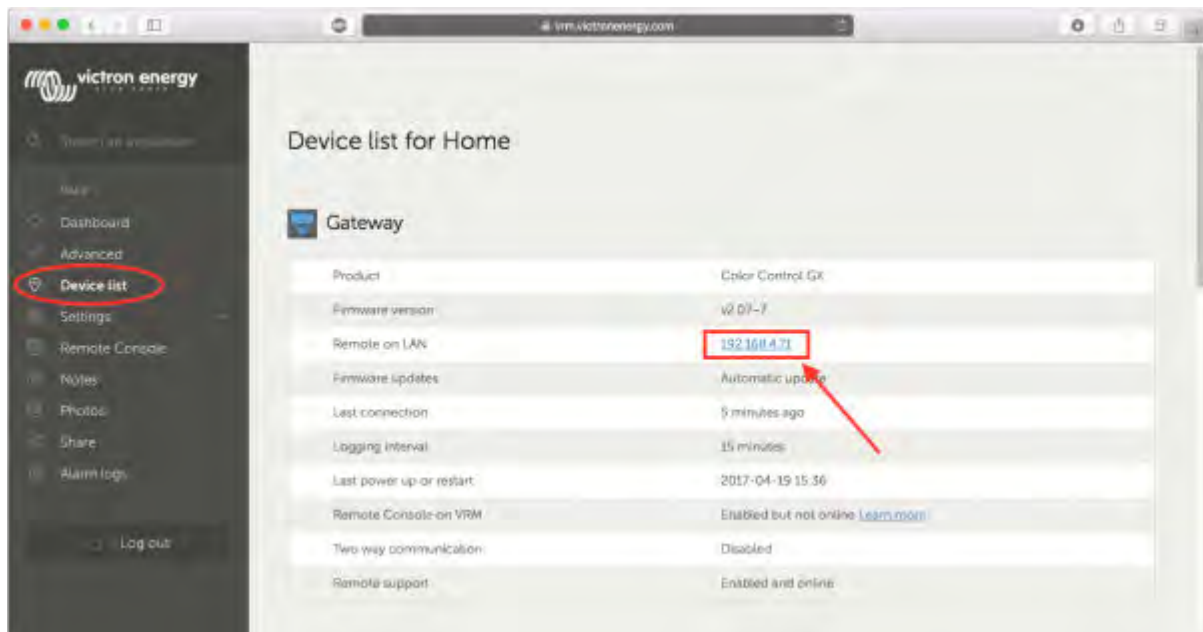 vrm.victronenergy.com
victron energy
BLUE POWER
Dashboard
Advanced
Device list
Settings
Remote Console
Notes
Photos
Share
Alarm logs
Log out
Device list for Home
Gateway
Product Color Control GX
Firmware version v2.07-7
Remote on LAN 192.168.4.71
Firmware updates Automatic update
Last connection 5 minutes ago
Logging interval 15 minutes
Last power up or restart 2017-04-19 15:36
Remote Console on VRM Enabled but not online Learn more
Two way communication Disabled
Remote support Enabled and online